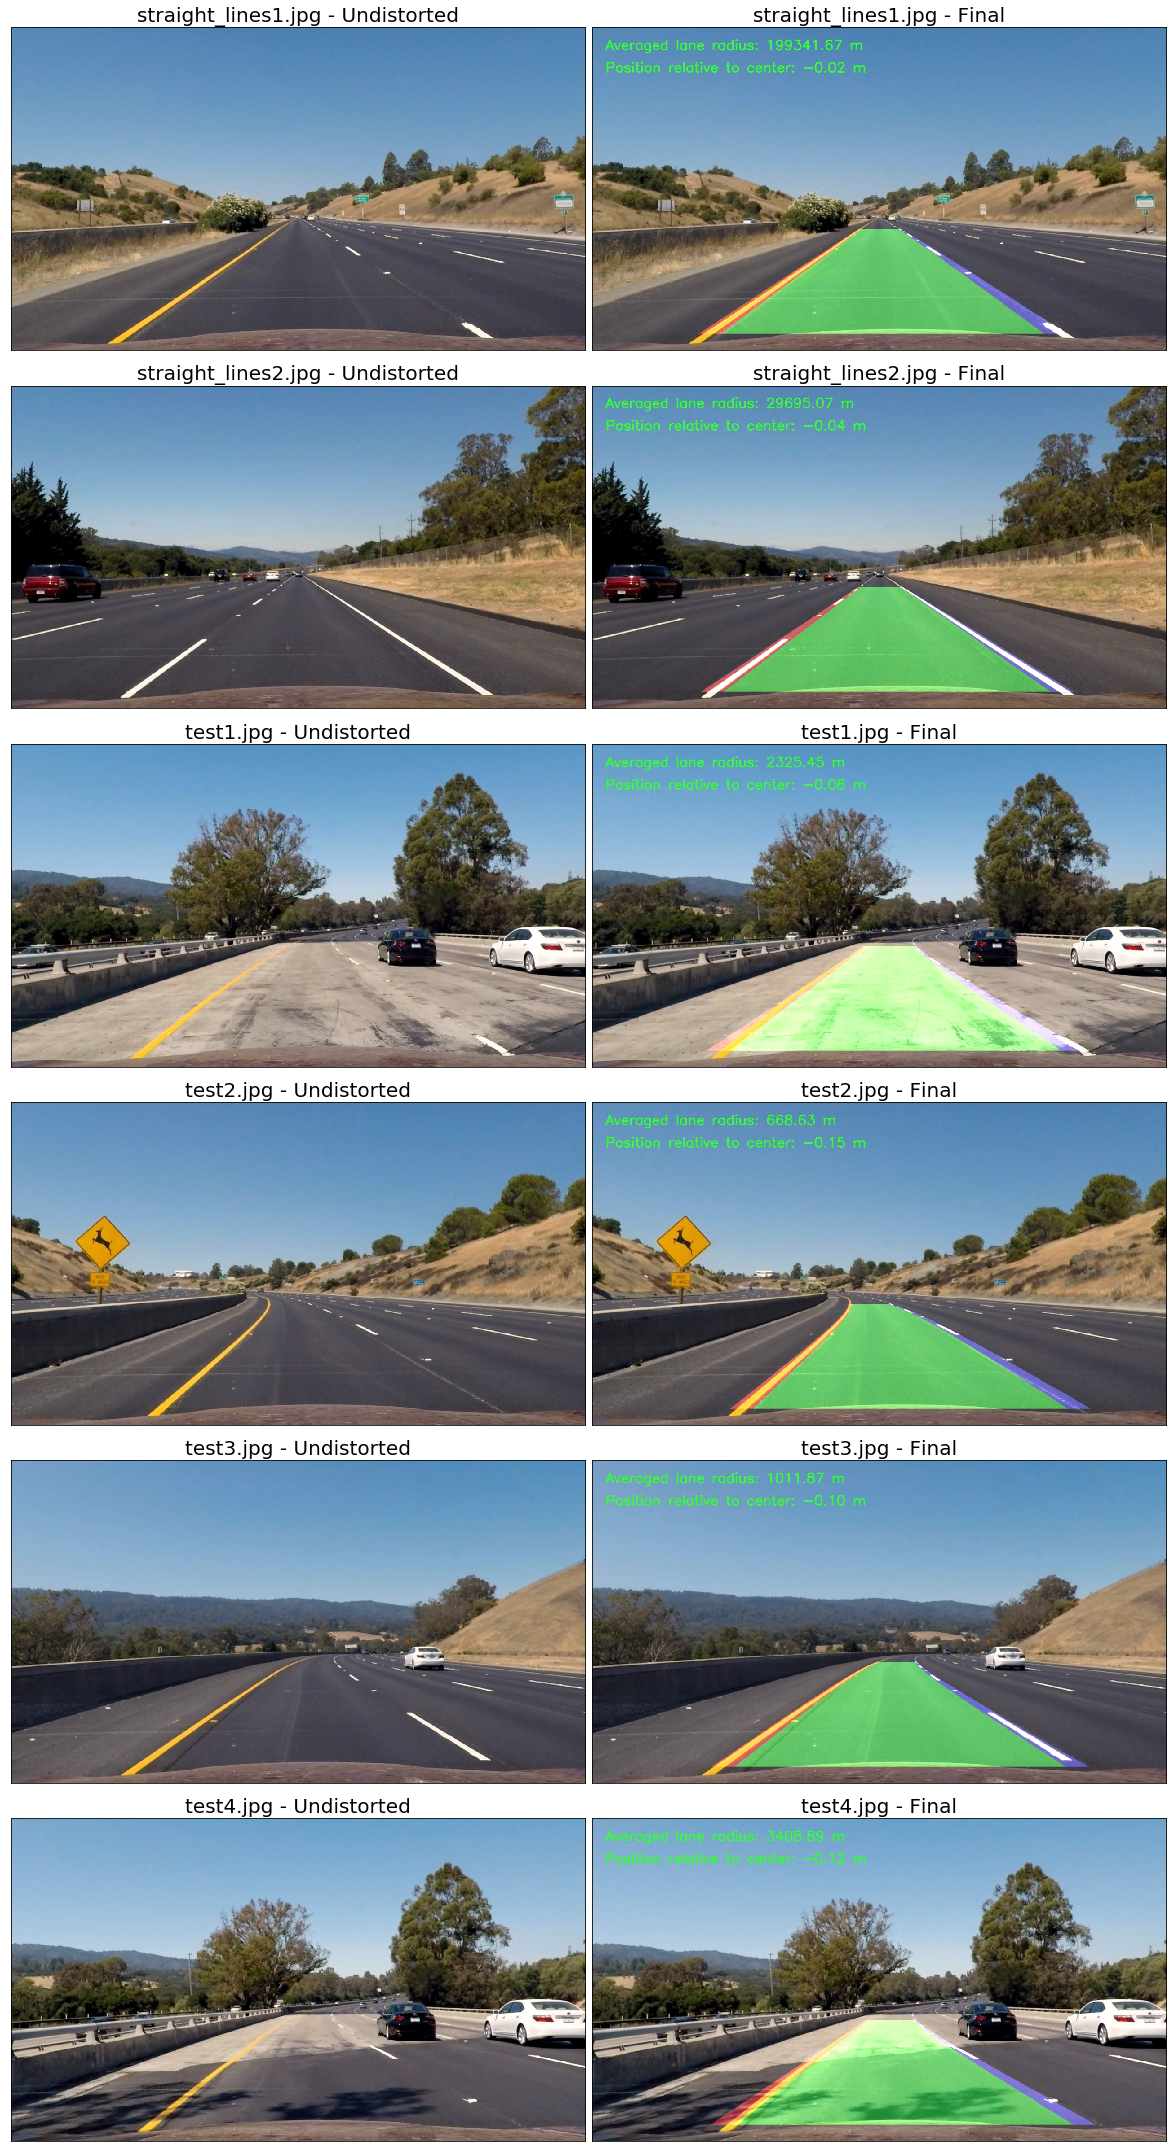 straight_lines1.jpg - Undistorted
straight_lines1.jpg - Final
Averaged lane radius: 199341.67 m
Position relative to center: -0.02 m
straight_lines2.jpg - Undistorted
straight_lines2.jpg - Final
Averaged lane radius: 29695.07 m
Position relative to center: -0.04 m
test1.jpg - Undistorted
test1.jpg - Final
Averaged lane radius: 2325.45 m
Position relative to center: -0.08 m
test2.jpg - Undistorted
test2.jpg - Final
Averaged lane radius: 668.63 m
Position relative to center: -0.15 m
test3.jpg - Undistorted
test3.jpg - Final
Averaged lane radius: 1011.87 m
Position relative to center: -0.10 m
test4.jpg - Undistorted
test4.jpg - Final
Averaged lane radius: 3408.89 m
Position relative to center: -0.12 m